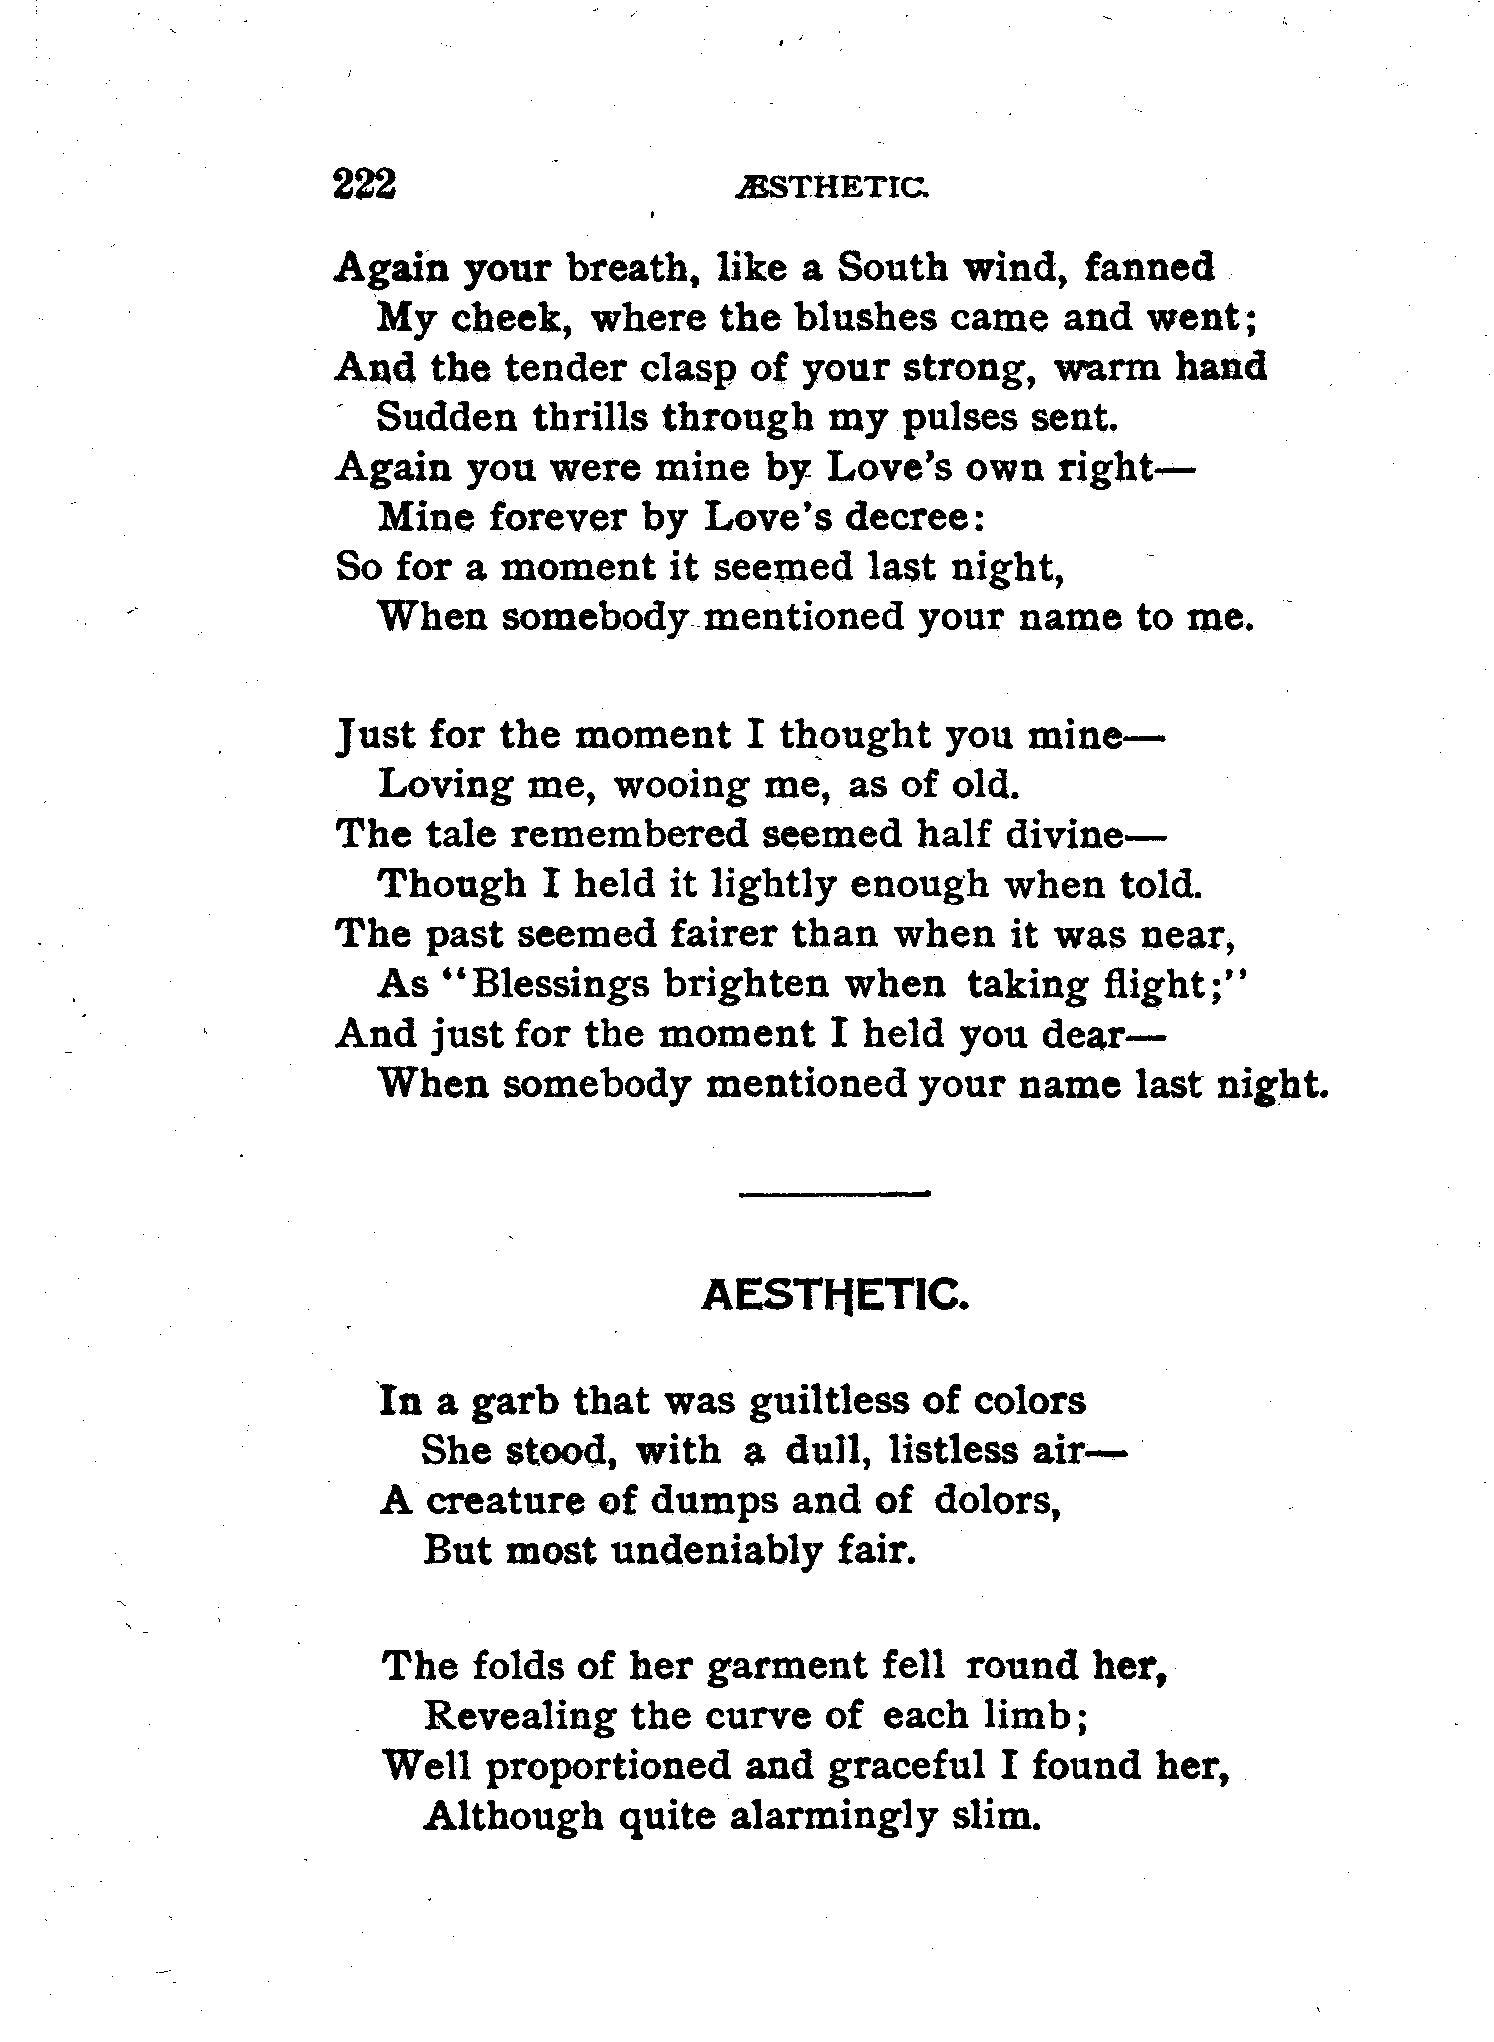 222 ÆSTHETIC.
Again your breath, like a South wind, fanned
My cheek, where the blushes came and went;
And the tender clasp of your strong, warm hand
Sudden thrills through my pulses sent.
Again you were mine by Love's own right—
Mine forever by Love's decree:
So for a moment it seemed last night,
When somebody mentioned your name to me.
Just for the moment I thought you mine—
Loving me, wooing me, as of old.
The tale remembered seemed half divine—
Though I held it lightly enough when told.
The past seemed fairer than when it was near,
As "Blessings brighten when taking flight;"
And just for the moment I held you dear—
When somebody mentioned your name last night.
AESTHETIC.
In a garb that was guiltless of colors
She stood, with a dull, listless air—
A creature of dumps and of dolors,
But most undeniably fair.
The folds of her garment fell round her,
Revealing the curve of each limb;
Well proportioned and graceful I found her,
Although quite alarmingly slim.